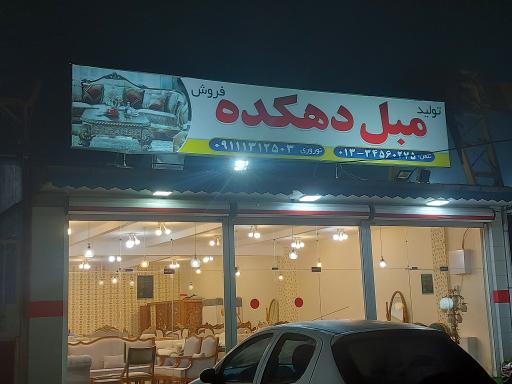 تولید
مبل دهکده
فروش
تلفن: ۰۱۳-۳۴۵۶۰۲۷۵ نوروزی ۰۹۱۱۱۳۱۲۵۰۳